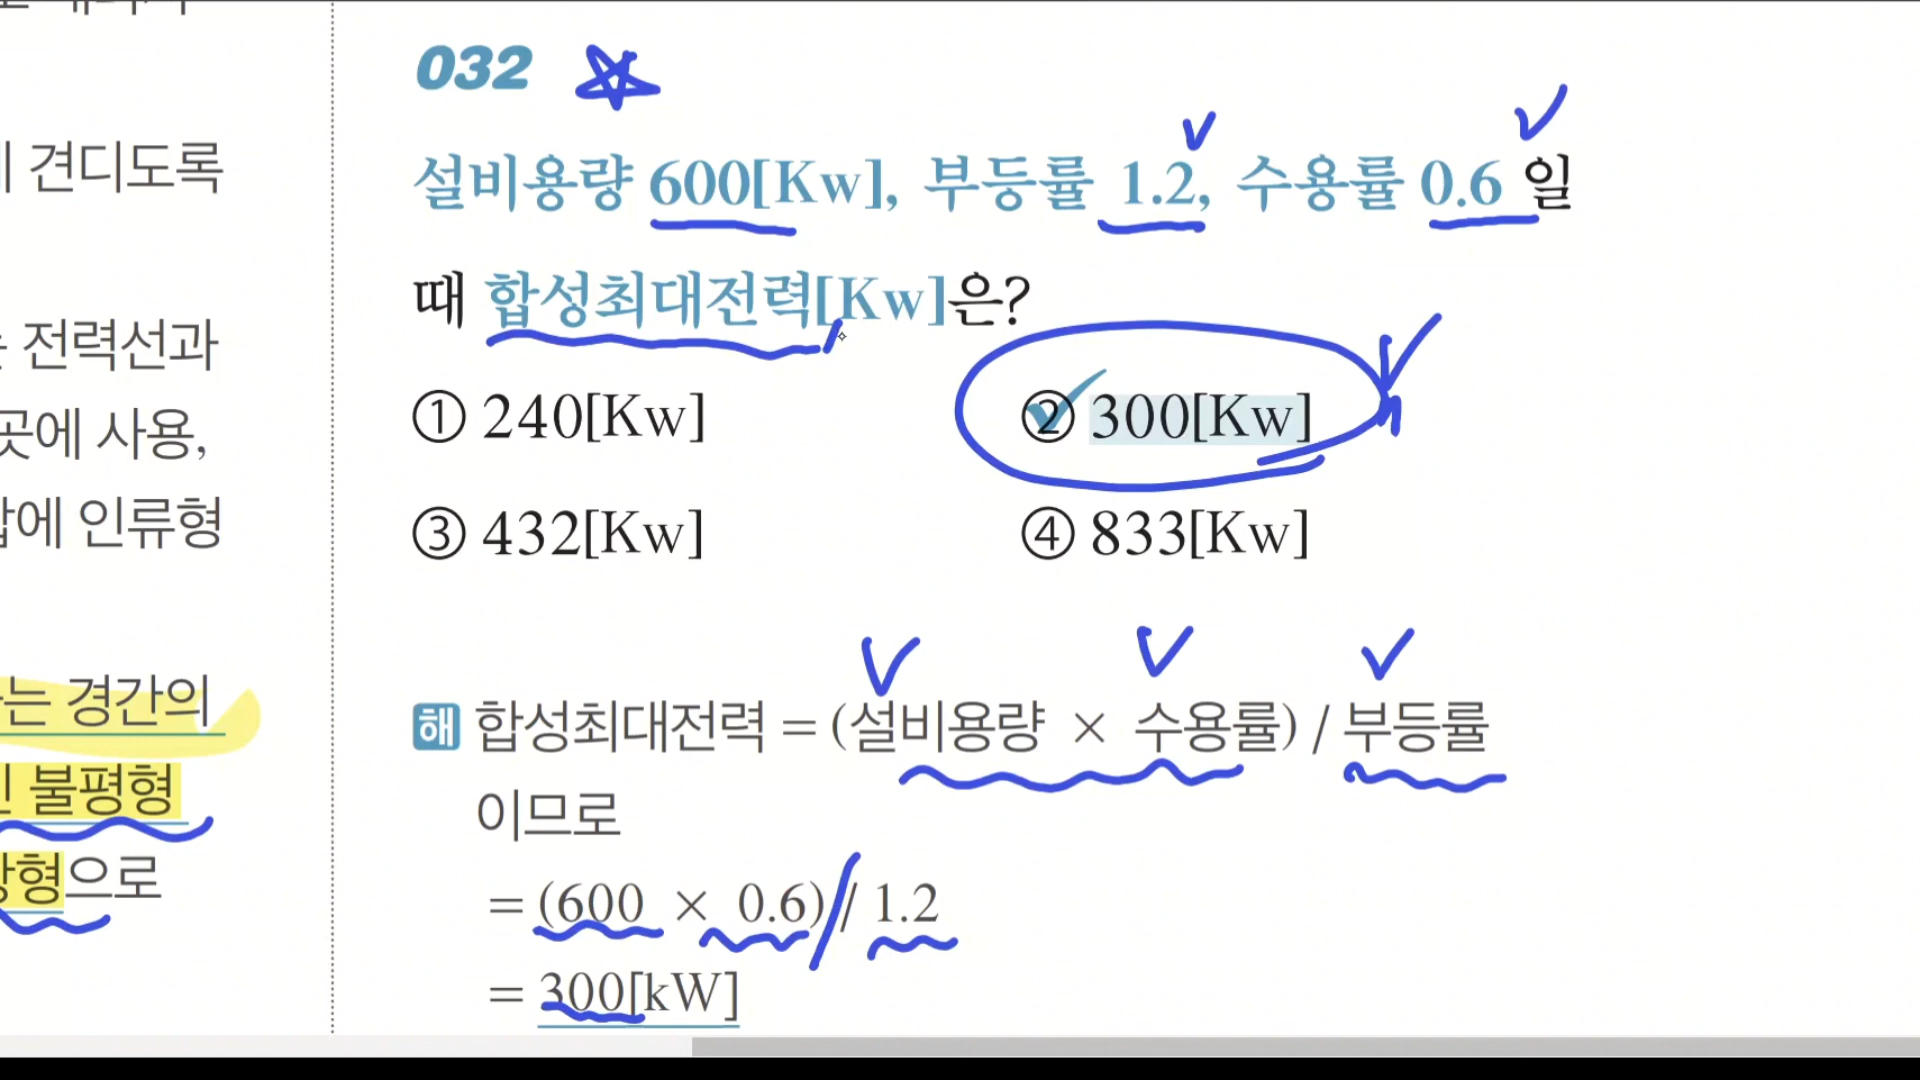 견디도록
전력선과
곳에 사용,
인류형
는 경간의
불평형
으로
032
설비용량 600[Kw], 부등률 1.2, 수용률 0.6 일
때 합성최대전력[Kw]은?
① 240[Kw] ② 300[Kw]
③ 432[Kw] ④ 833[Kw]
해 합성최대전력 = (설비용량 × 수용률) / 부등률
이므로
= (600 × 0.6) / 1.2
= 300[kW]